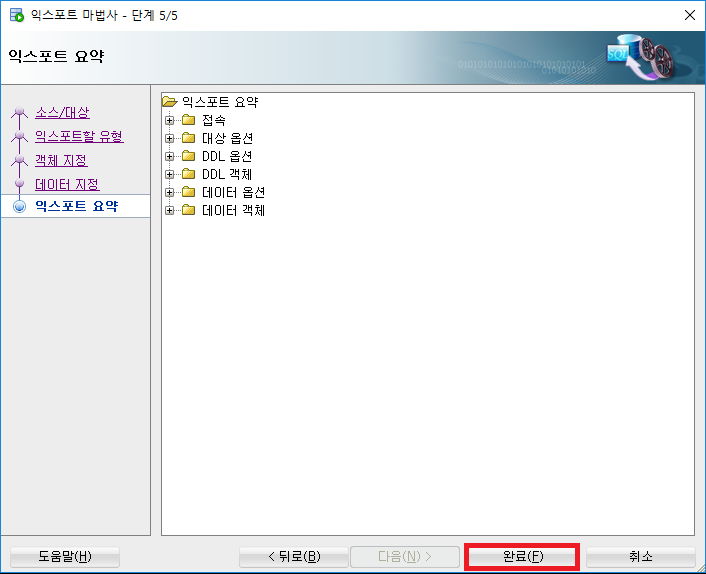 익스포트 마법사 - 단계 5/5
익스포트 요약
SQL
0101010101010101010101010101
01010101010
소스/대상
익스포트할 유형
객체 지정
데이터 지정
익스포트 요약
익스포트 요약
접속
대상 옵션
DDL 옵션
DDL 객체
데이터 옵션
데이터 객체
도움말(H)
< 뒤로(B)
다음(N) >
완료(F)
취소